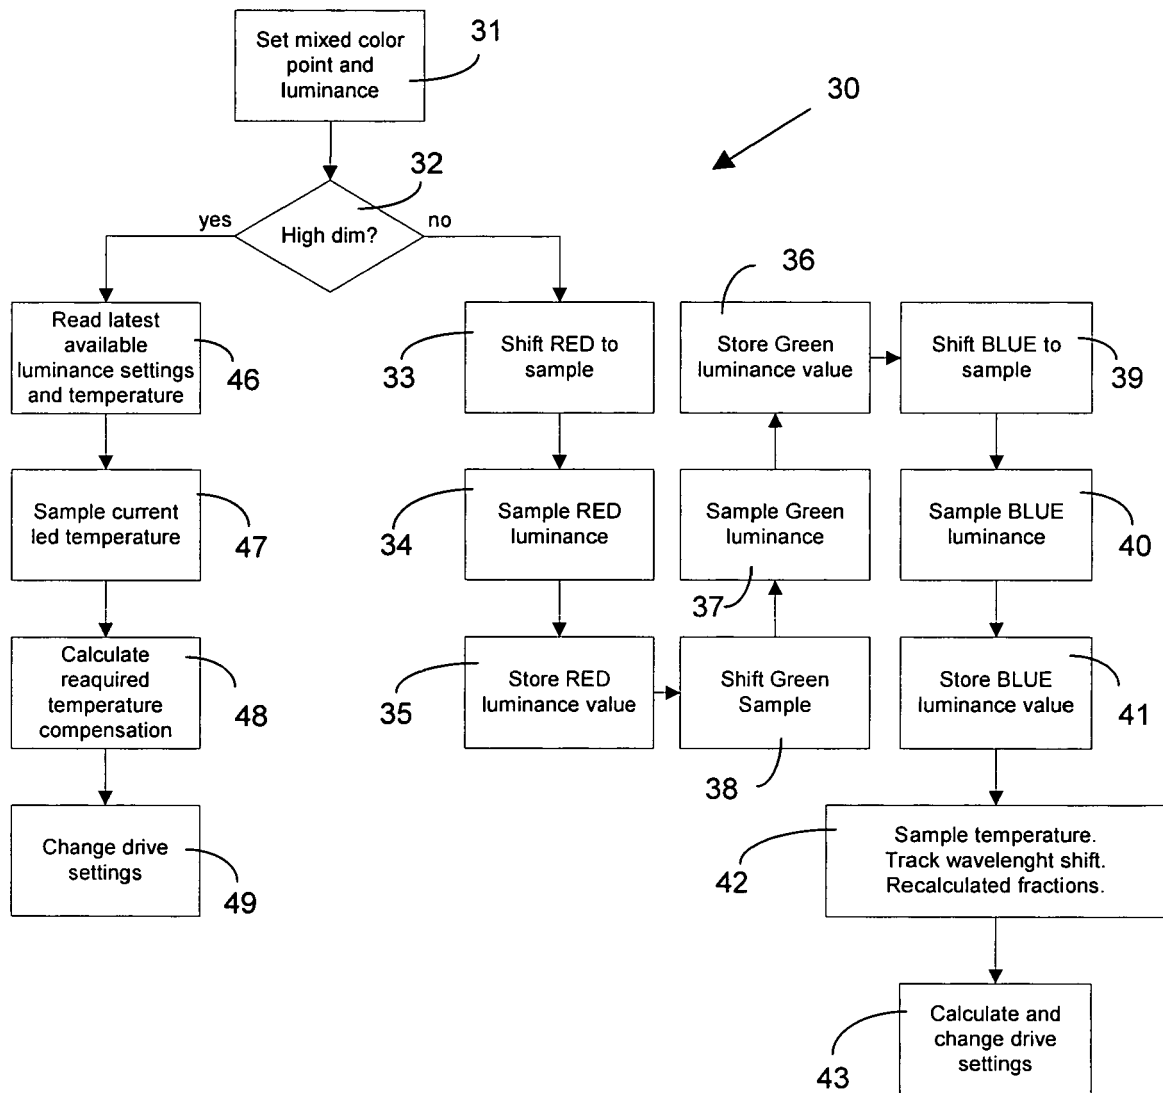 Set mixed color
point and
luminance
31
30
32
High dim?
yes
no
Read latest
available
luminance settings
and temperature
46
Sample current
led temperature
47
Calculate
reaquired
temperature
compensation
48
Change drive
settings
49
Shift RED to
sample
33
Sample RED
luminance
34
Store RED
luminance value
35
Shift Green
Sample
38
Sample Green
luminance
37
Store Green
luminance value
36
Shift BLUE to
sample
39
Sample BLUE
luminance
40
Store BLUE
luminance value
41
Sample temperature.
Track wavelenght shift.
Recalculated fractions.
42
Calculate and
change drive
settings
43